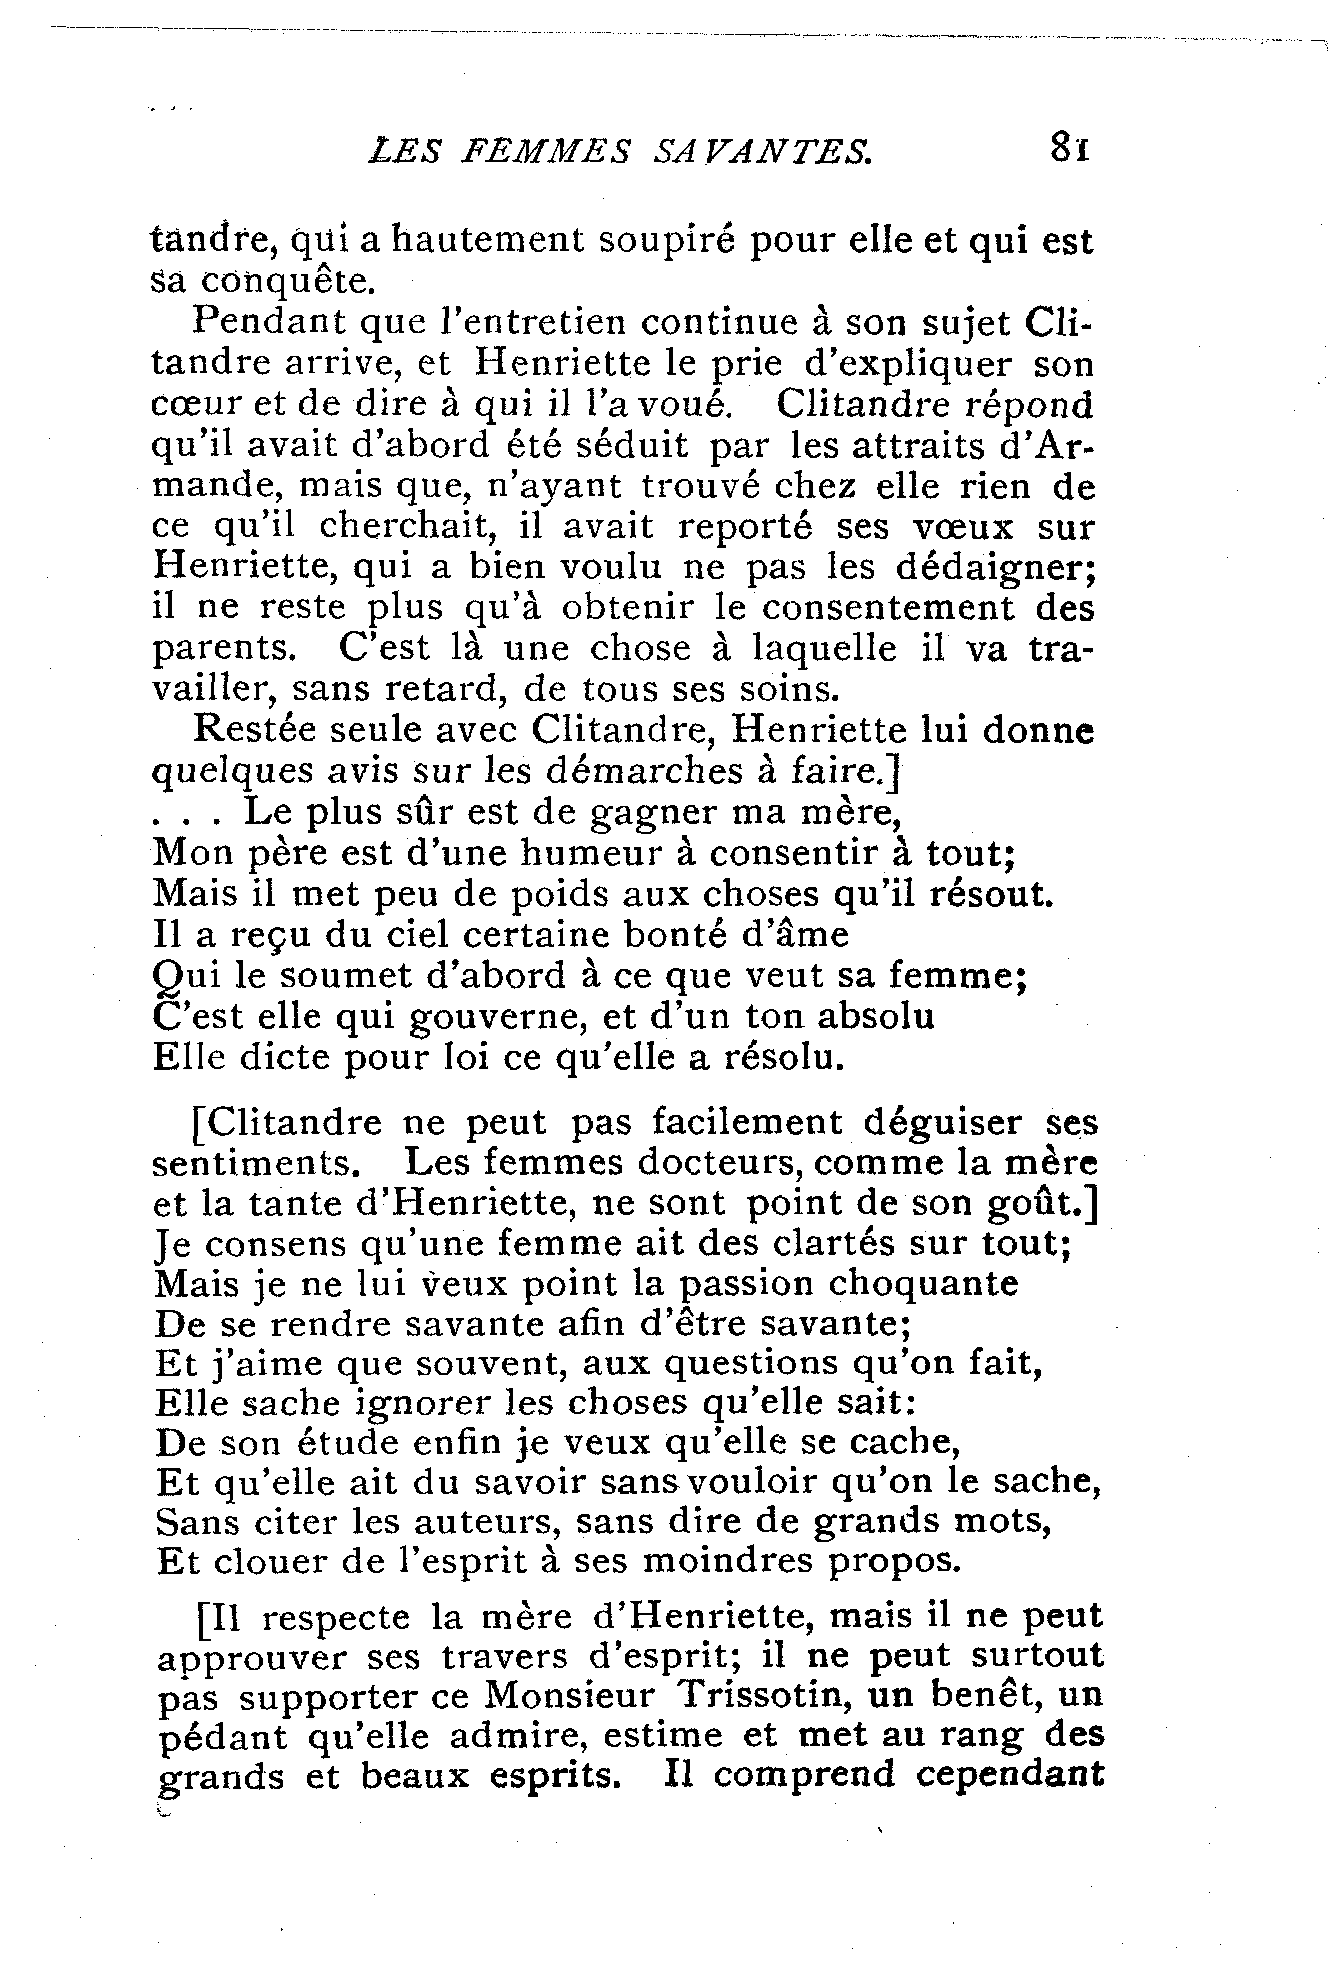 LES FEMMES SAVANTES. 81
tandre, qui a hautement soupiré pour elle et qui est
sa conquête.
Pendant que l'entretien continue à son sujet Cli-
tandre arrive, et Henriette le prie d'expliquer son
cœur et de dire à qui il l'a voué. Clitandre répond
qu'il avait d'abord été séduit par les attraits d'Ar-
mande, mais que, n'ayant trouvé chez elle rien de
ce qu'il cherchait, il avait reporté ses vœux sur
Henriette, qui a bien voulu ne pas les dédaigner;
il ne reste plus qu'à obtenir le consentement des
parents. C'est là une chose à laquelle il va tra-
vailler, sans retard, de tous ses soins.
Restée seule avec Clitandre, Henriette lui donne
quelques avis sur les démarches à faire.]
. . . Le plus sûr est de gagner ma mère,
Mon père est d'une humeur à consentir à tout;
Mais il met peu de poids aux choses qu'il résout.
Il a reçu du ciel certaine bonté d'âme
Qui le soumet d'abord à ce que veut sa femme;
C'est elle qui gouverne, et d'un ton absolu
Elle dicte pour loi ce qu'elle a résolu.
[Clitandre ne peut pas facilement déguiser ses
sentiments. Les femmes docteurs, comme la mère
et la tante d'Henriette, ne sont point de son goût.]
Je consens qu'une femme ait des clartés sur tout;
Mais je ne lui veux point la passion choquante
De se rendre savante afin d'être savante;
Et j'aime que souvent, aux questions qu'on fait,
Elle sache ignorer les choses qu'elle sait:
De son étude enfin je veux qu'elle se cache,
Et qu'elle ait du savoir sans vouloir qu'on le sache,
Sans citer les auteurs, sans dire de grands mots,
Et clouer de l'esprit à ses moindres propos.
[Il respecte la mère d'Henriette, mais il ne peut
approuver ses travers d'esprit; il ne peut surtout
pas supporter ce Monsieur Trissotin, un benêt, un
pédant qu'elle admire, estime et met au rang des
grands et beaux esprits. Il comprend cependant